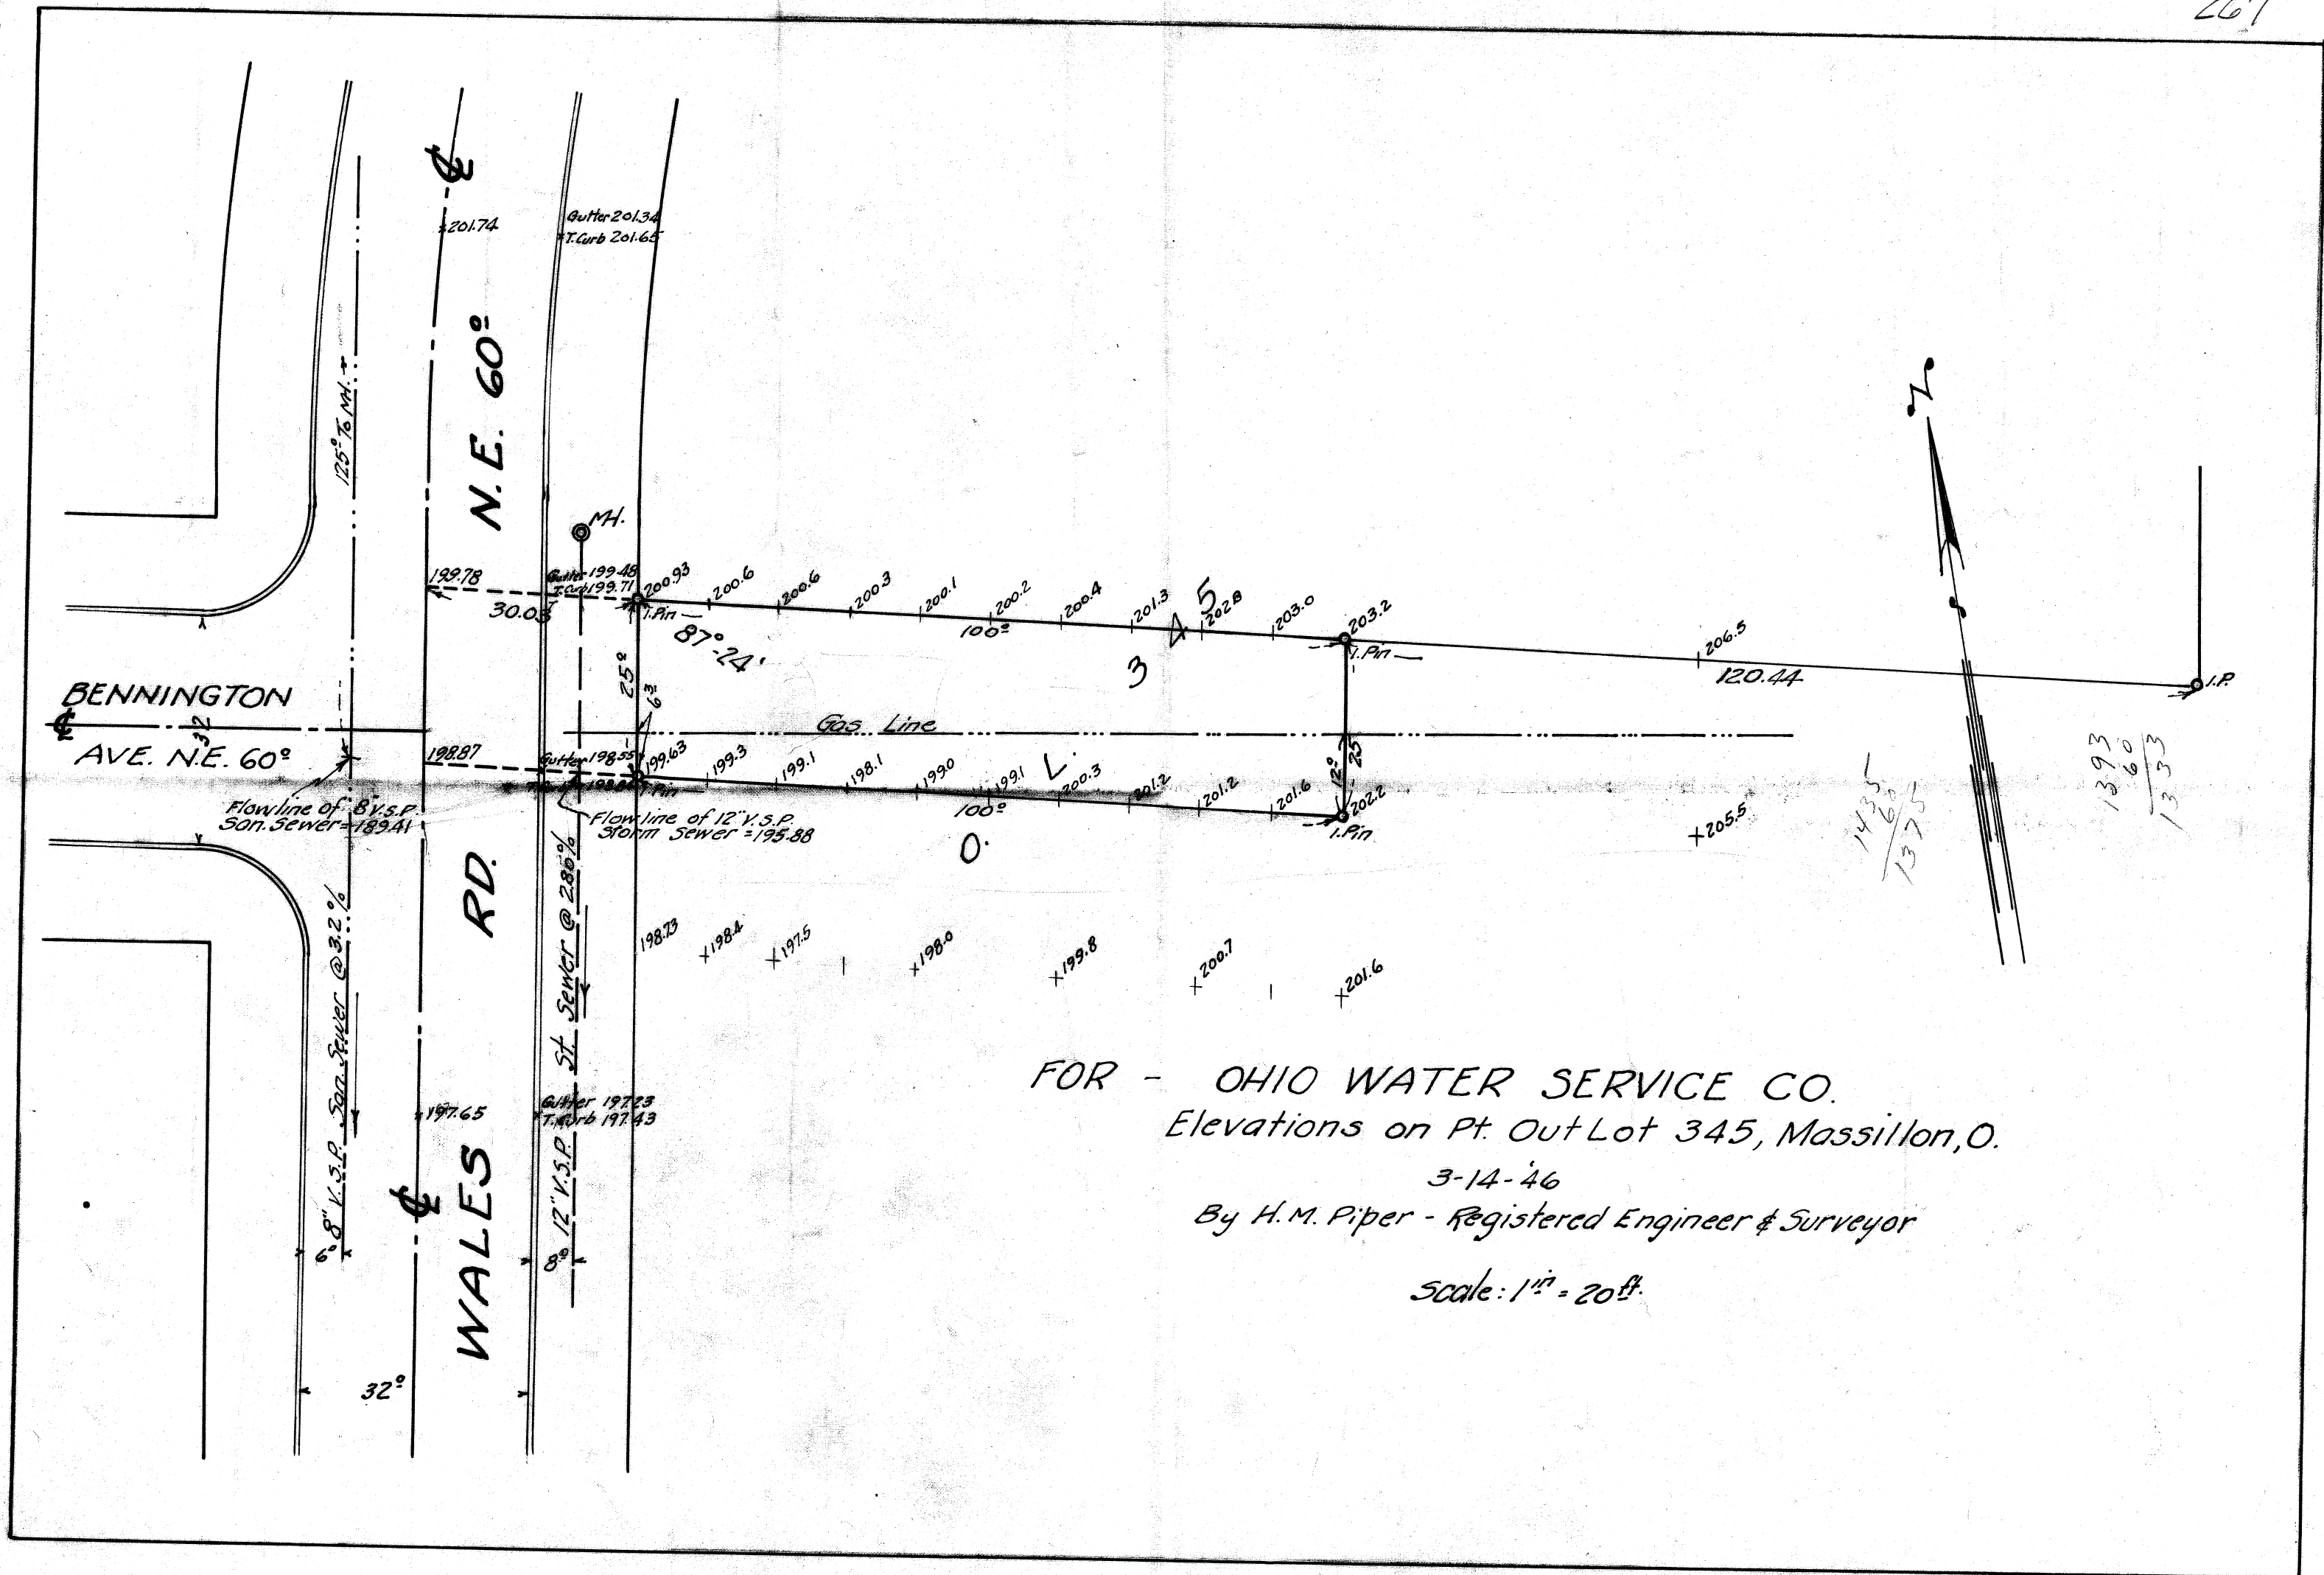 267
℄
201.74
Gutter 201.34
T.Curb 201.65
125° To M.H.
N.E. 60°
M.H.
199.78
Gutter 199.48
T.Curb 199.71
30.03
200.93
200.6
200.6
200.3
200.1
200.2
200.4
201.3
202.8
203.0
203.2
206.5
I.Pin
100°
I.Pin
120.44
I.P.
87°-24'
345
25°
6³
BENNINGTON
℄
32
AVE. N.E. 60°
Gas Line
198.87
Gutter 198.55
199.63
199.3
199.1
198.1
199.0
199.1
200.3
201.2
201.2
201.6
202.2
I.Pin
100°
I.Pin
12°
25
L.
O.
205.5
Flowline of 8" V.S.P.
San. Sewer = 189.41
Flowline of 12" V.S.P.
Storm Sewer = 195.88
1435
60
1375
1393
60
1333
RD.
198.73
198.4
197.5
198.0
199.8
200.7
201.6
8" V.S.P. San. Sewer @ 3.2%
12" V.S.P. St. Sewer @ 2.80%
197.65
Gutter 197.23
T.Curb 197.43
℄
WALES
6°
8°
32°
FOR - OHIO WATER SERVICE CO.
Elevations on Pt. Out Lot 345, Massillon, O.
3-14-'46
By H.M. Piper - Registered Engineer & Surveyor
Scale: 1in = 20ft.